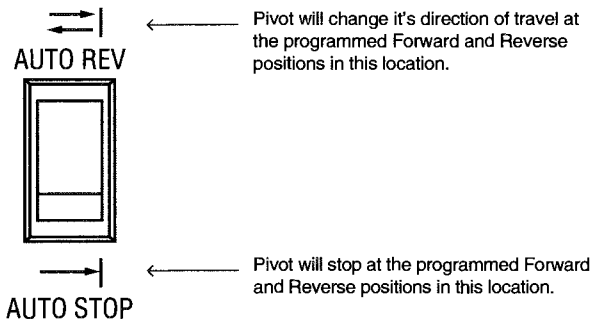 Pivot will change it's direction of travel at
the programmed Forward and Reverse
positions in this location.
AUTO REV
Pivot will stop at the programmed Forward
and Reverse positions in this location.
AUTO STOP